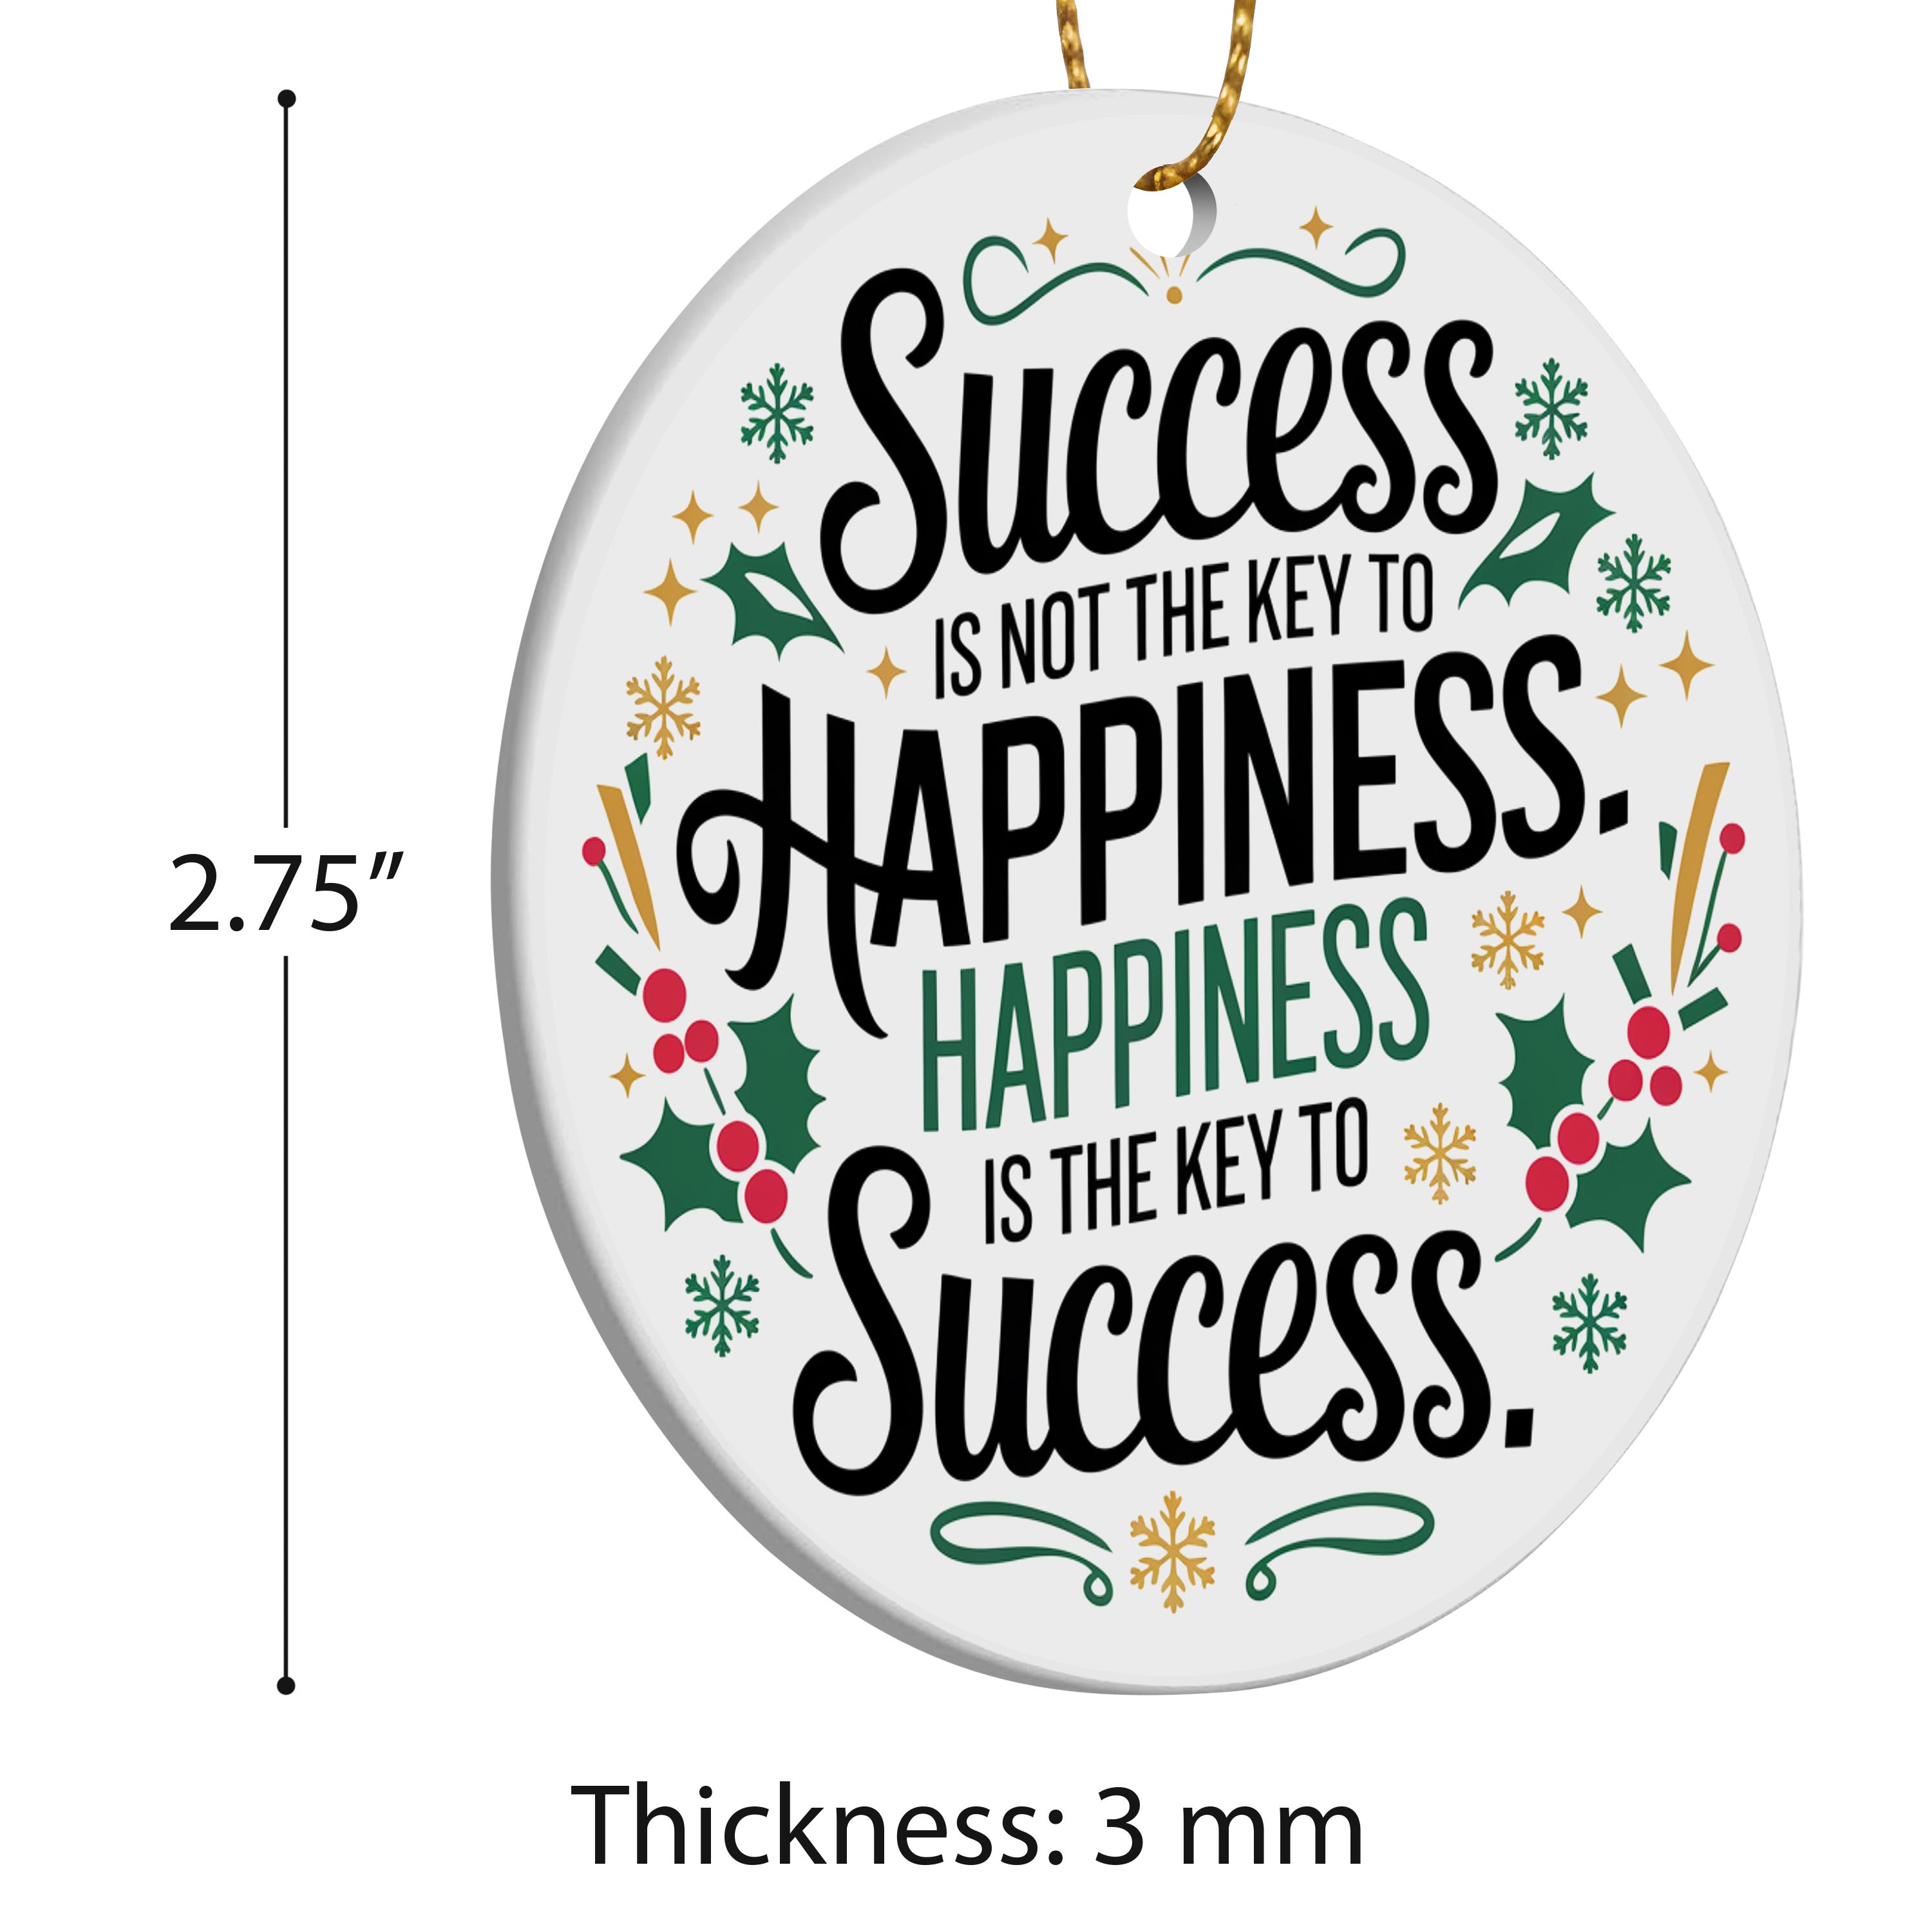 Success
IS NOT THE KEY TO
HAPPINESS.
HAPPINESS
IS THE KEY TO
Success.
2.75”
Thickness: 3 mm